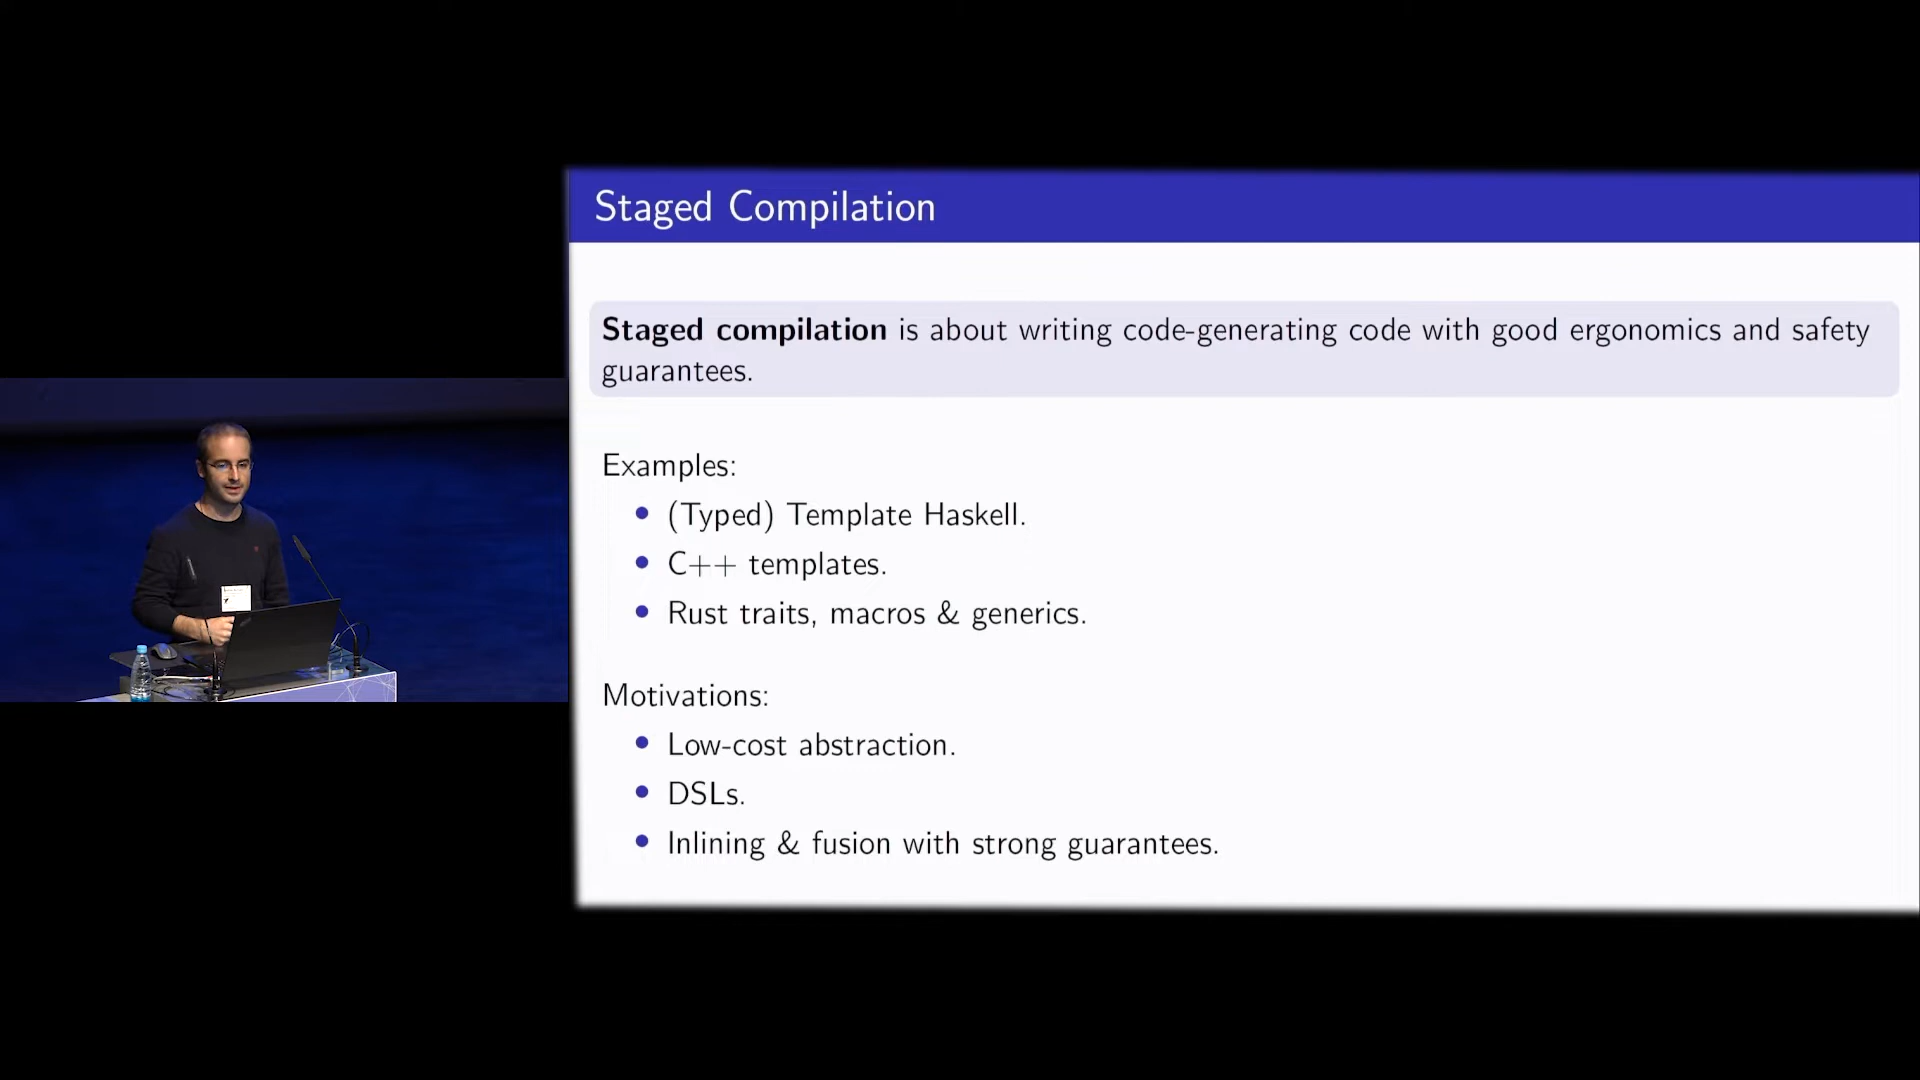 Staged Compilation
Staged compilation is about writing code-generating code with good ergonomics and safety
guarantees.
Examples:
• (Typed) Template Haskell.
• C++ templates.
• Rust traits, macros & generics.
Motivations:
• Low-cost abstraction.
• DSLs.
• Inlining & fusion with strong guarantees.